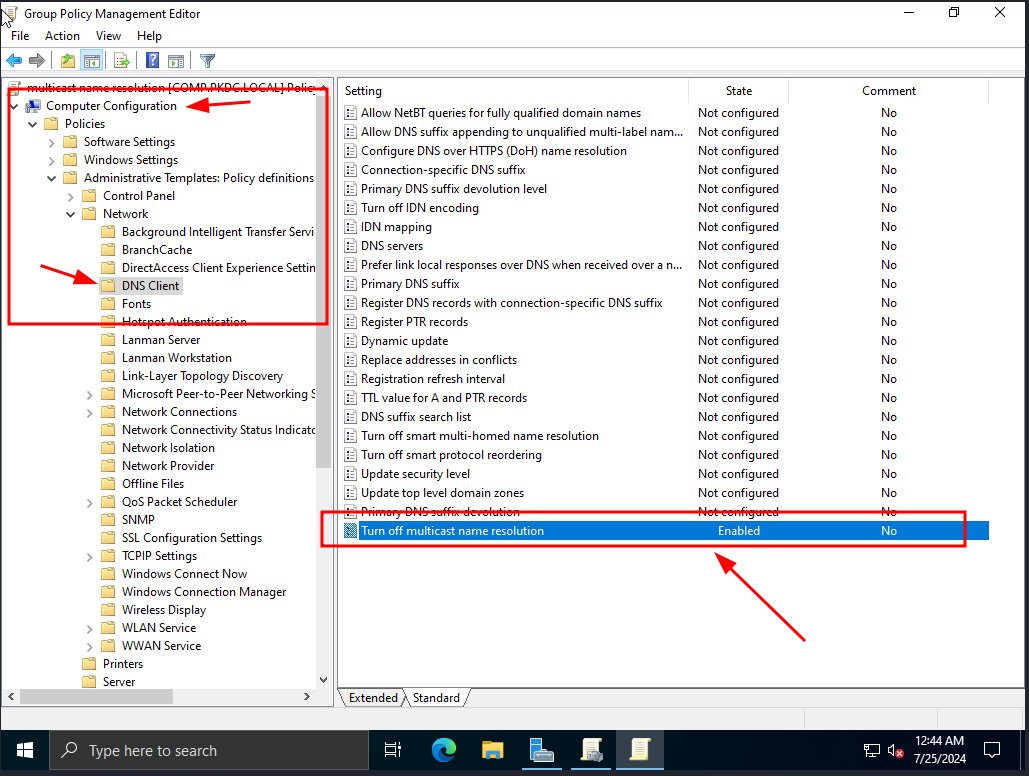 Group Policy Management Editor
File Action View Help
multicast name resolution [COMP.PKDC.LOCAL] Policy
Computer Configuration
Policies
Software Settings
Windows Settings
Administrative Templates: Policy definitions
Control Panel
Network
Background Intelligent Transfer Servi
BranchCache
DirectAccess Client Experience Settin
DNS Client
Fonts
Hotspot Authentication
Lanman Server
Lanman Workstation
Link-Layer Topology Discovery
Microsoft Peer-to-Peer Networking S
Network Connections
Network Connectivity Status Indicato
Network Isolation
Network Provider
Offline Files
QoS Packet Scheduler
SNMP
SSL Configuration Settings
TCPIP Settings
Windows Connect Now
Windows Connection Manager
Wireless Display
WLAN Service
WWAN Service
Printers
Server
Setting State Comment
Allow NetBT queries for fully qualified domain names Not configured No
Allow DNS suffix appending to unqualified multi-label nam... Not configured No
Configure DNS over HTTPS (DoH) name resolution Not configured No
Connection-specific DNS suffix Not configured No
Primary DNS suffix devolution level Not configured No
Turn off IDN encoding Not configured No
IDN mapping Not configured No
DNS servers Not configured No
Prefer link local responses over DNS when received over a n... Not configured No
Primary DNS suffix Not configured No
Register DNS records with connection-specific DNS suffix Not configured No
Register PTR records Not configured No
Dynamic update Not configured No
Replace addresses in conflicts Not configured No
Registration refresh interval Not configured No
TTL value for A and PTR records Not configured No
DNS suffix search list Not configured No
Turn off smart multi-homed name resolution Not configured No
Turn off smart protocol reordering Not configured No
Update security level Not configured No
Update top level domain zones Not configured No
Primary DNS suffix devolution Not configured No
Turn off multicast name resolution Enabled No
Extended Standard
Type here to search
12:44 AM
7/25/2024